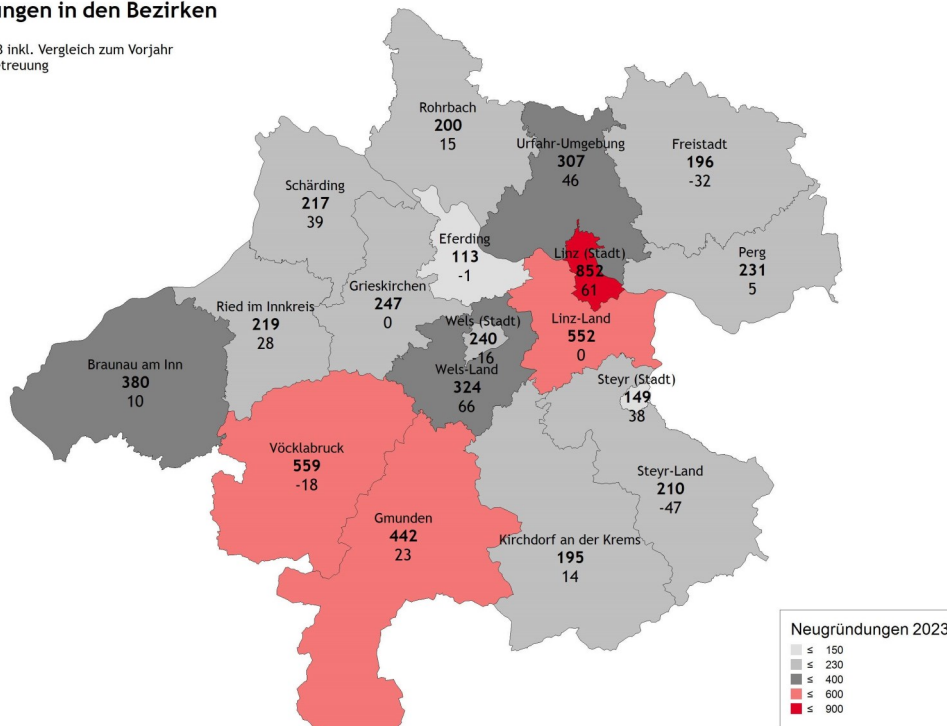 ungen in den Bezirken
3 inkl. Vergleich zum Vorjahr
etreuung
Rohrbach
200
15
Urfahr-Umgebung
307
46
Freistadt
196
-32
Schärding
217
39
Eferding
113
-1
Linz (Stadt)
852
61
Perg
231
5
Grieskirchen
247
0
Ried im Innkreis
219
28
Wels (Stadt)
240
-16
Linz-Land
552
0
Braunau am Inn
380
10
Wels-Land
324
66
Steyr (Stadt)
149
38
Vöcklabruck
559
-18
Steyr-Land
210
-47
Gmunden
442
23
Kirchdorf an der Krems
195
14
Neugründungen 2023
≤ 150
≤ 230
≤ 400
≤ 600
≤ 900